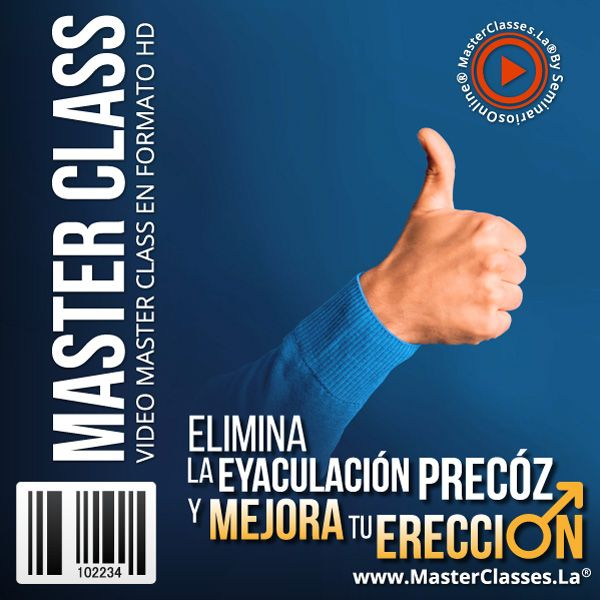 MASTER CLASS
VIDEO MASTER CLASS EN FORMATO HD
MasterClasses.La® By SeminariosOnline®
ELIMINA
LA EYACULACIÓN PRECÓZ
Y MEJORA TU ERECCIÓN
102234
www.MasterClasses.La®